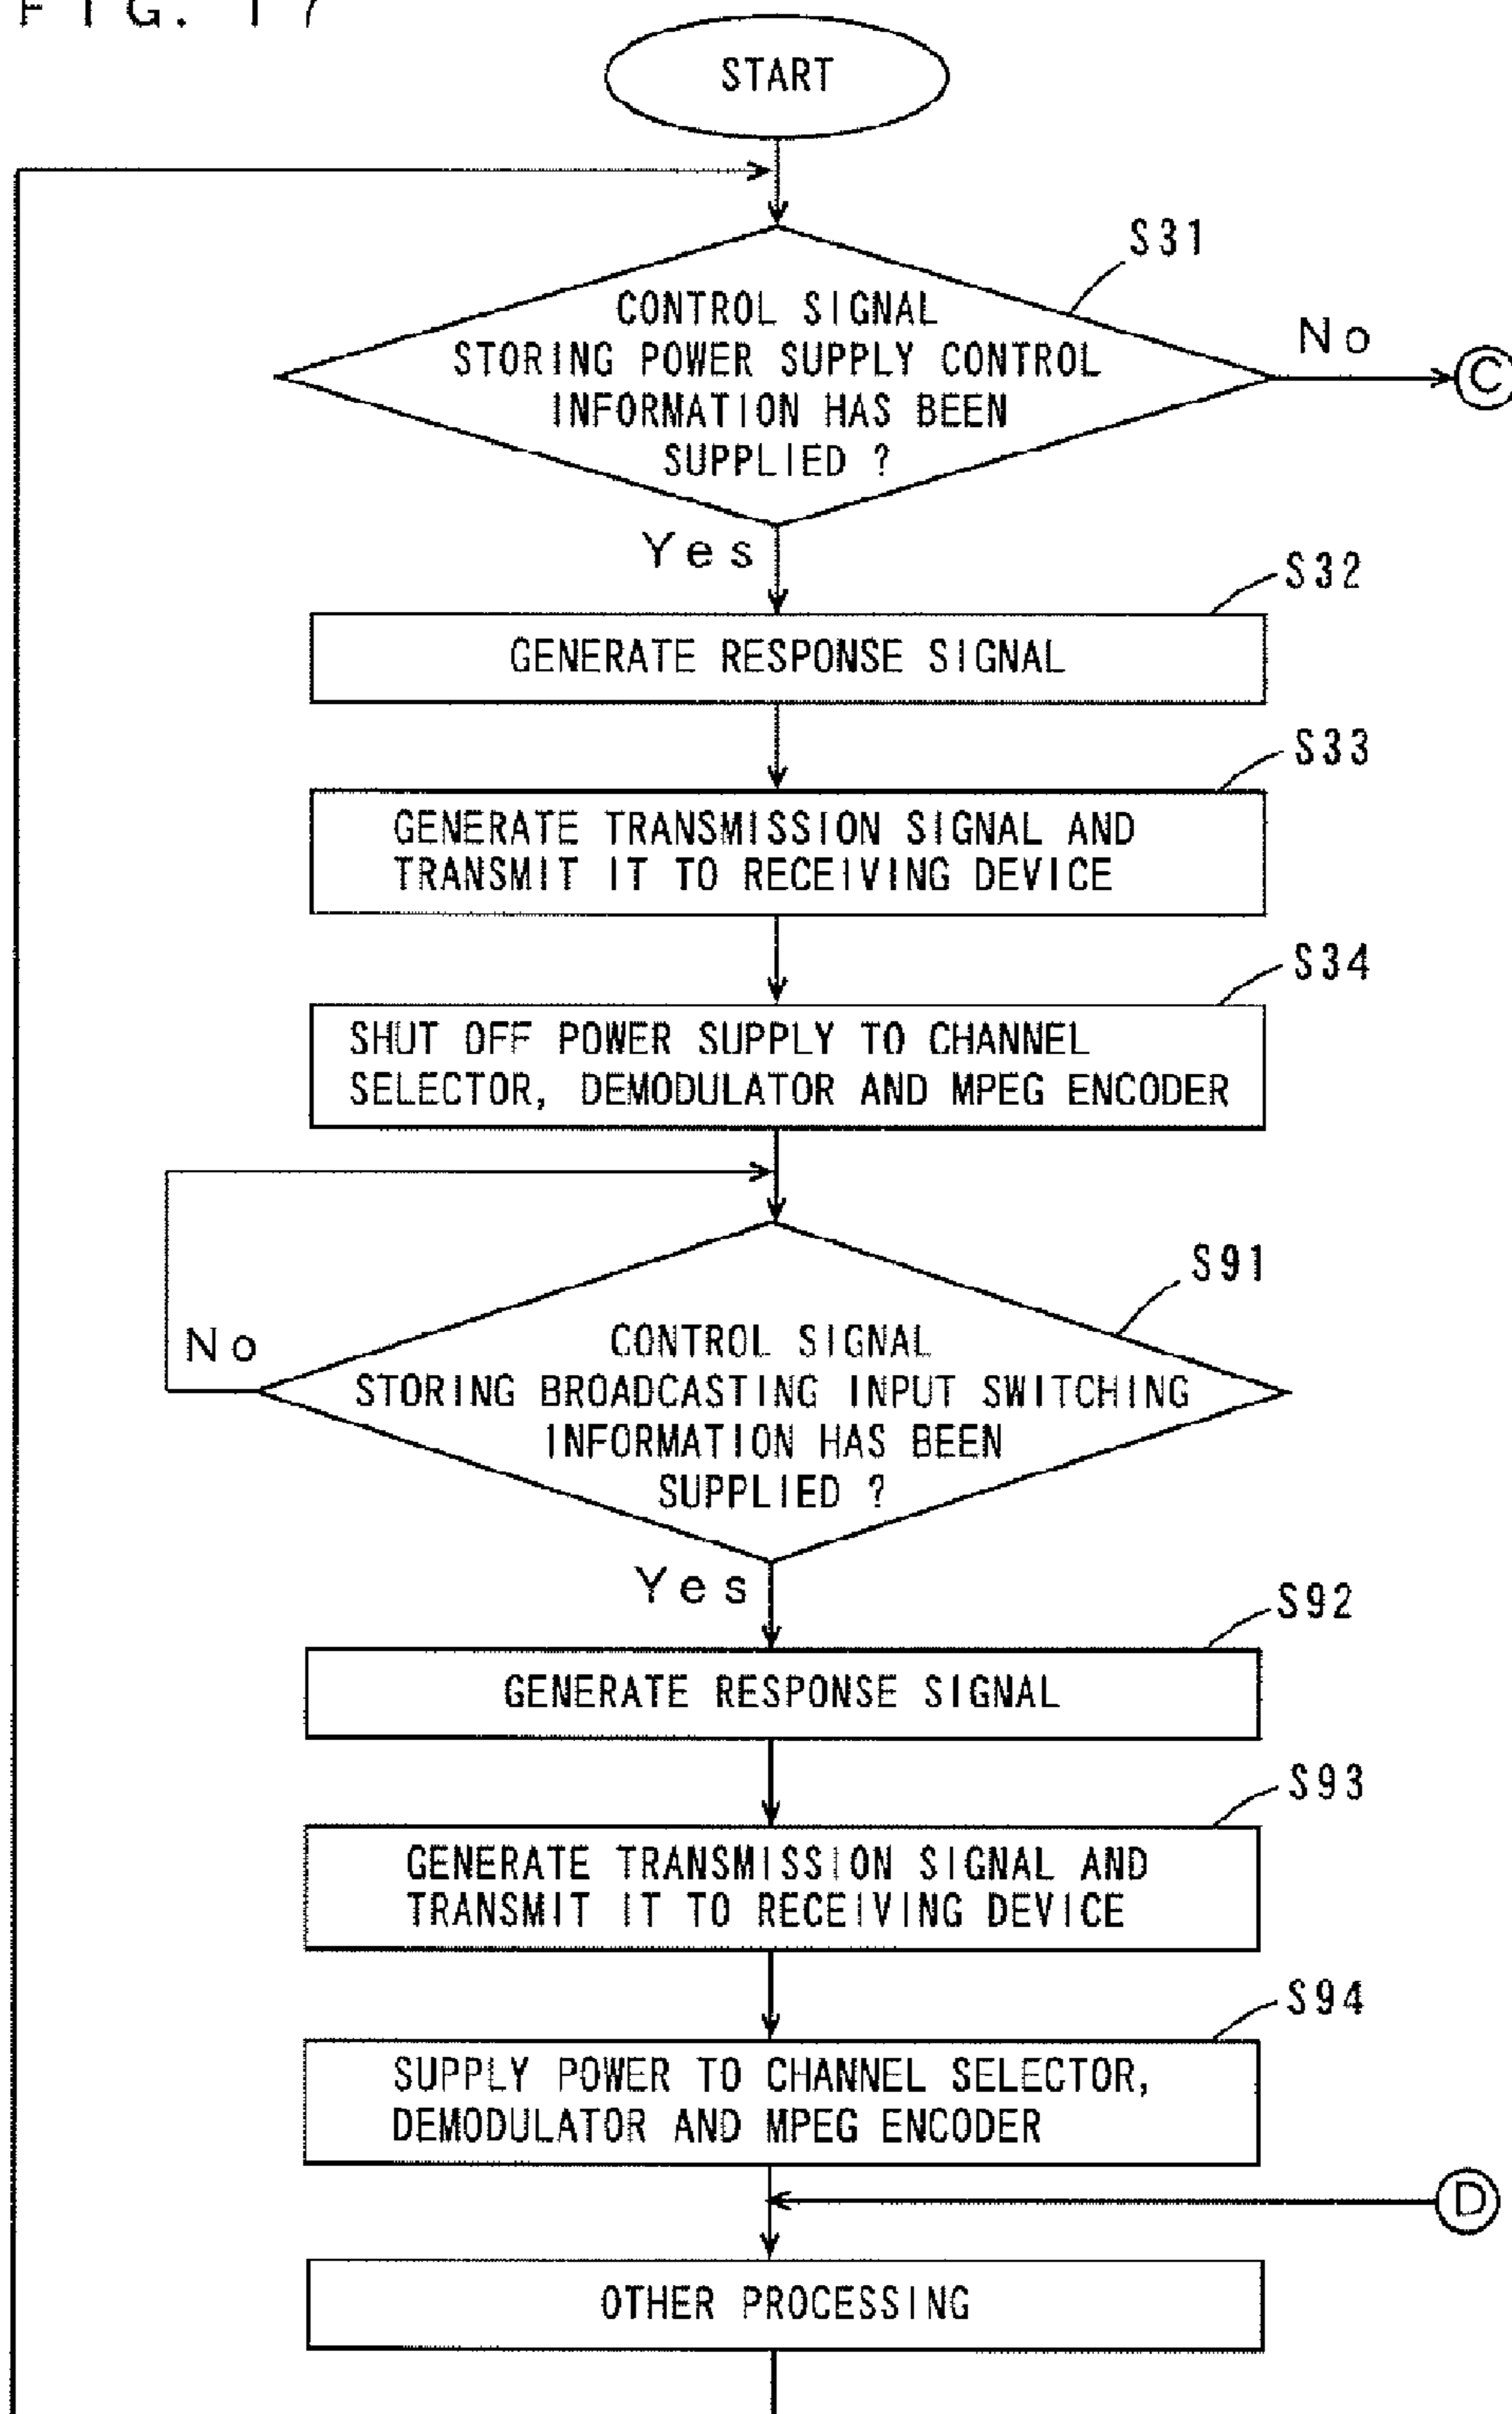 FIG. 17
START
S31
CONTROL SIGNAL
STORING POWER SUPPLY CONTROL
INFORMATION HAS BEEN
SUPPLIED ?
No
C
Yes
S32
GENERATE RESPONSE SIGNAL
S33
GENERATE TRANSMISSION SIGNAL AND
TRANSMIT IT TO RECEIVING DEVICE
S34
SHUT OFF POWER SUPPLY TO CHANNEL
SELECTOR, DEMODULATOR AND MPEG ENCODER
S91
No
CONTROL SIGNAL
STORING BROADCASTING INPUT SWITCHING
INFORMATION HAS BEEN
SUPPLIED ?
Yes
S92
GENERATE RESPONSE SIGNAL
S93
GENERATE TRANSMISSION SIGNAL AND
TRANSMIT IT TO RECEIVING DEVICE
S94
SUPPLY POWER TO CHANNEL SELECTOR,
DEMODULATOR AND MPEG ENCODER
D
OTHER PROCESSING